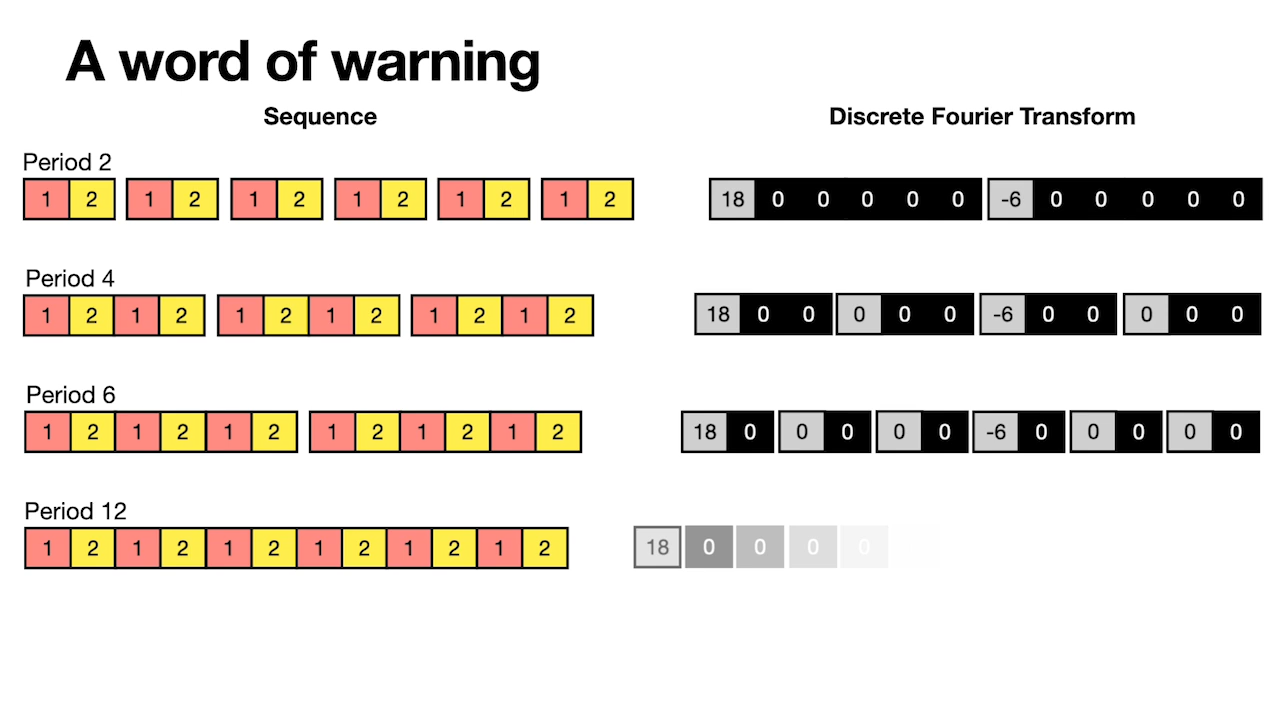 A word of warning
Sequence Discrete Fourier Transform
Period 2
1 2 1 2 1 2 1 2 1 2 1 2 18 0 0 0 0 0 -6 0 0 0 0 0
Period 4
1 2 1 2 1 2 1 2 1 2 1 2 18 0 0 0 0 0 -6 0 0 0 0 0
Period 6
1 2 1 2 1 2 1 2 1 2 1 2 18 0 0 0 0 0 -6 0 0 0 0 0
Period 12
1 2 1 2 1 2 1 2 1 2 1 2 18 0 0 0 0